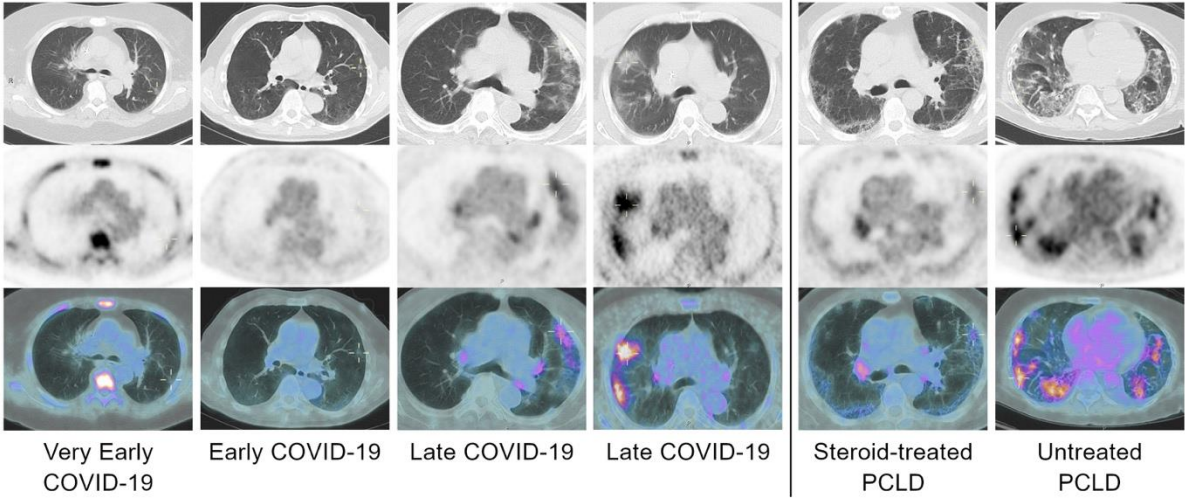 Very Early
COVID-19
Early COVID-19
Late COVID-19
Late COVID-19
Steroid-treated
PCLD
Untreated
PCLD